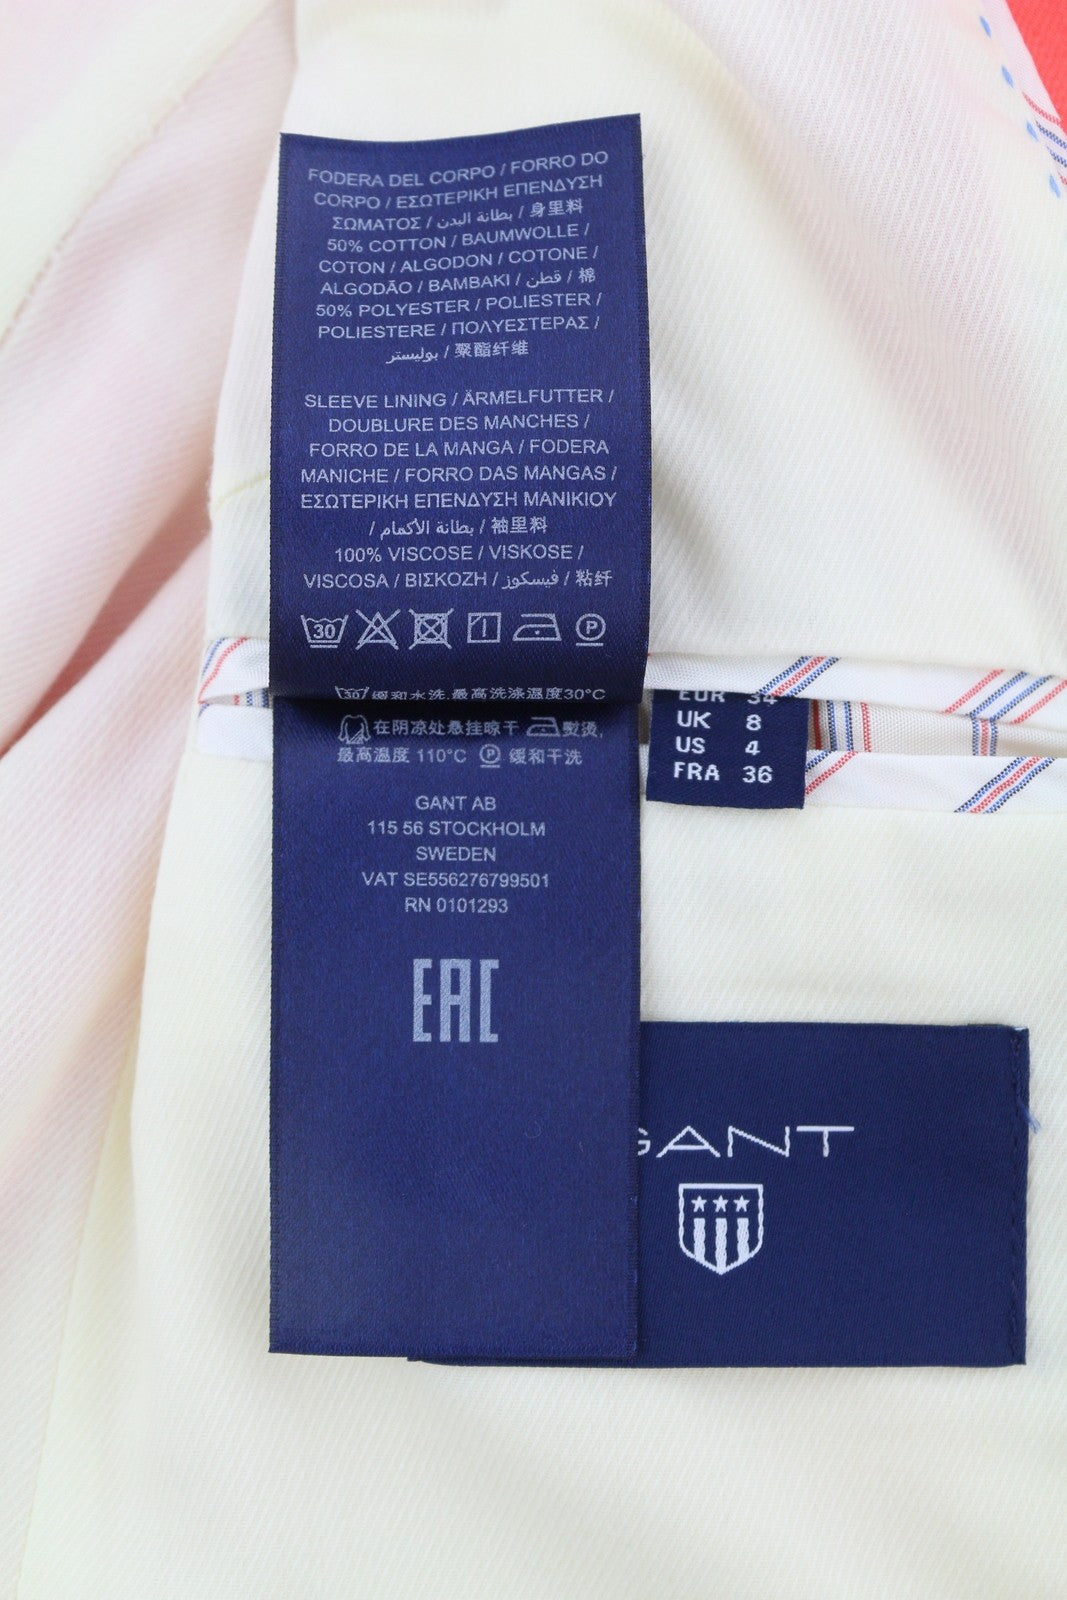 FODERA DEL CORPO / FORRO DO
CORPO / ΕΣΩΤΕΡΙΚΗ ΕΠΕΝΔΥΣΗ
ΣΩΜΑΤΟΣ / بطانة البدن / 身里料
50% COTTON / BAUMWOLLE /
COTON / ALGODON / COTONE /
ALGODÃO / BAMBAKI / قطن / 棉
50% POLYESTER / POLIESTER /
POLIESTERE / ΠΟΛΥΕΣΤΕΡΑΣ /
بوليستر / 聚酯纤维
SLEEVE LINING / ÄRMELFUTTER /
DOUBLURE DES MANCHES /
FORRO DE LA MANGA / FODERA
MANICHE / FORRO DAS MANGAS /
ΕΣΩΤΕΡΙΚΗ ΕΠΕΝΔΥΣΗ ΜΑΝΙΚΙΟΥ
/ بطانة الأكمام / 袖里料
100% VISCOSE / VISKOSE /
VISCOSA / ΒΙΣΚΟΖΗ / فيسكوز / 粘纤
30 P
30 缓和水洗,最高洗涤温度30°C
在阴凉处悬挂晾干 熨烫,
最高温度 110°C P 缓和干洗
GANT AB
115 56 STOCKHOLM
SWEDEN
VAT SE556276799501
RN 0101293
EAC
EUR 34
UK 8
US 4
FRA 36
GANT